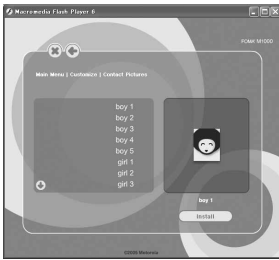 Macromedia Flash Player 6
FOMA M1000
Main Menu | Customize | Contact Pictures
boy 1
boy 2
boy 3
boy 4
boy 5
girl 1
girl 2
girl 3
boy 1
Install
©2005 Motorola